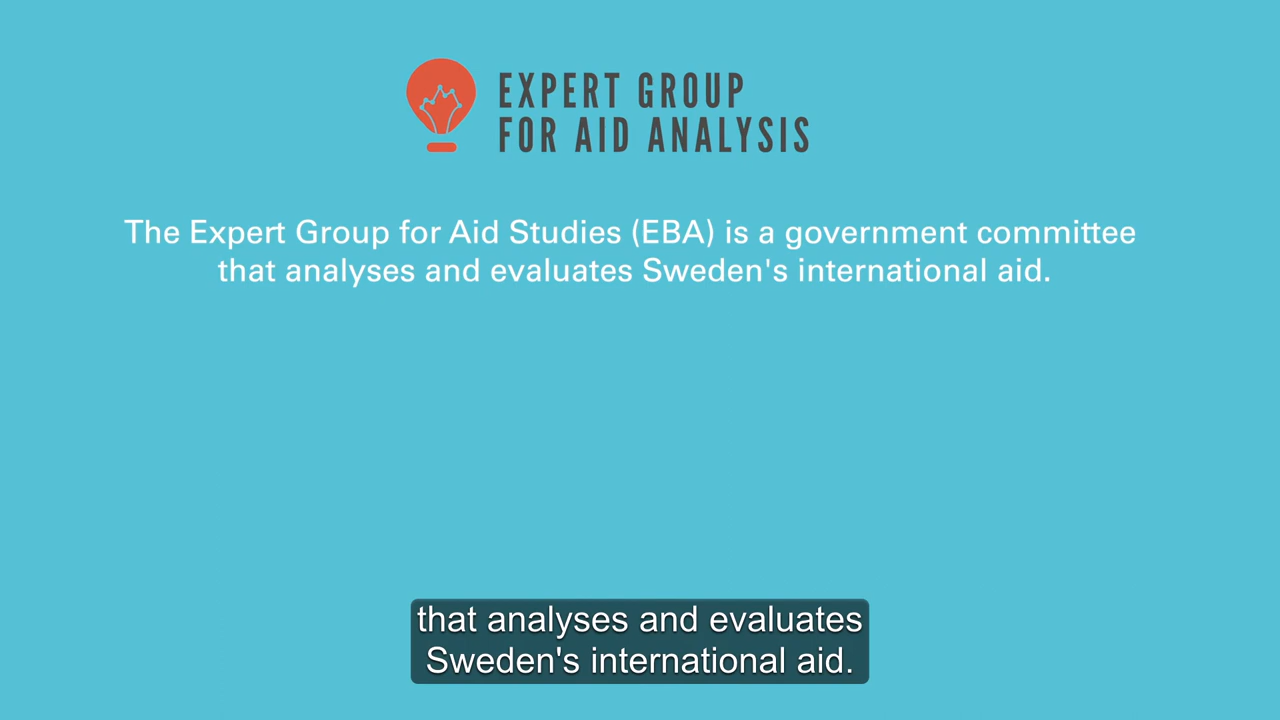 EXPERT GROUP
FOR AID ANALYSIS
The Expert Group for Aid Studies (EBA) is a government committee
that analyses and evaluates Sweden's international aid.
that analyses and evaluates
Sweden's international aid.